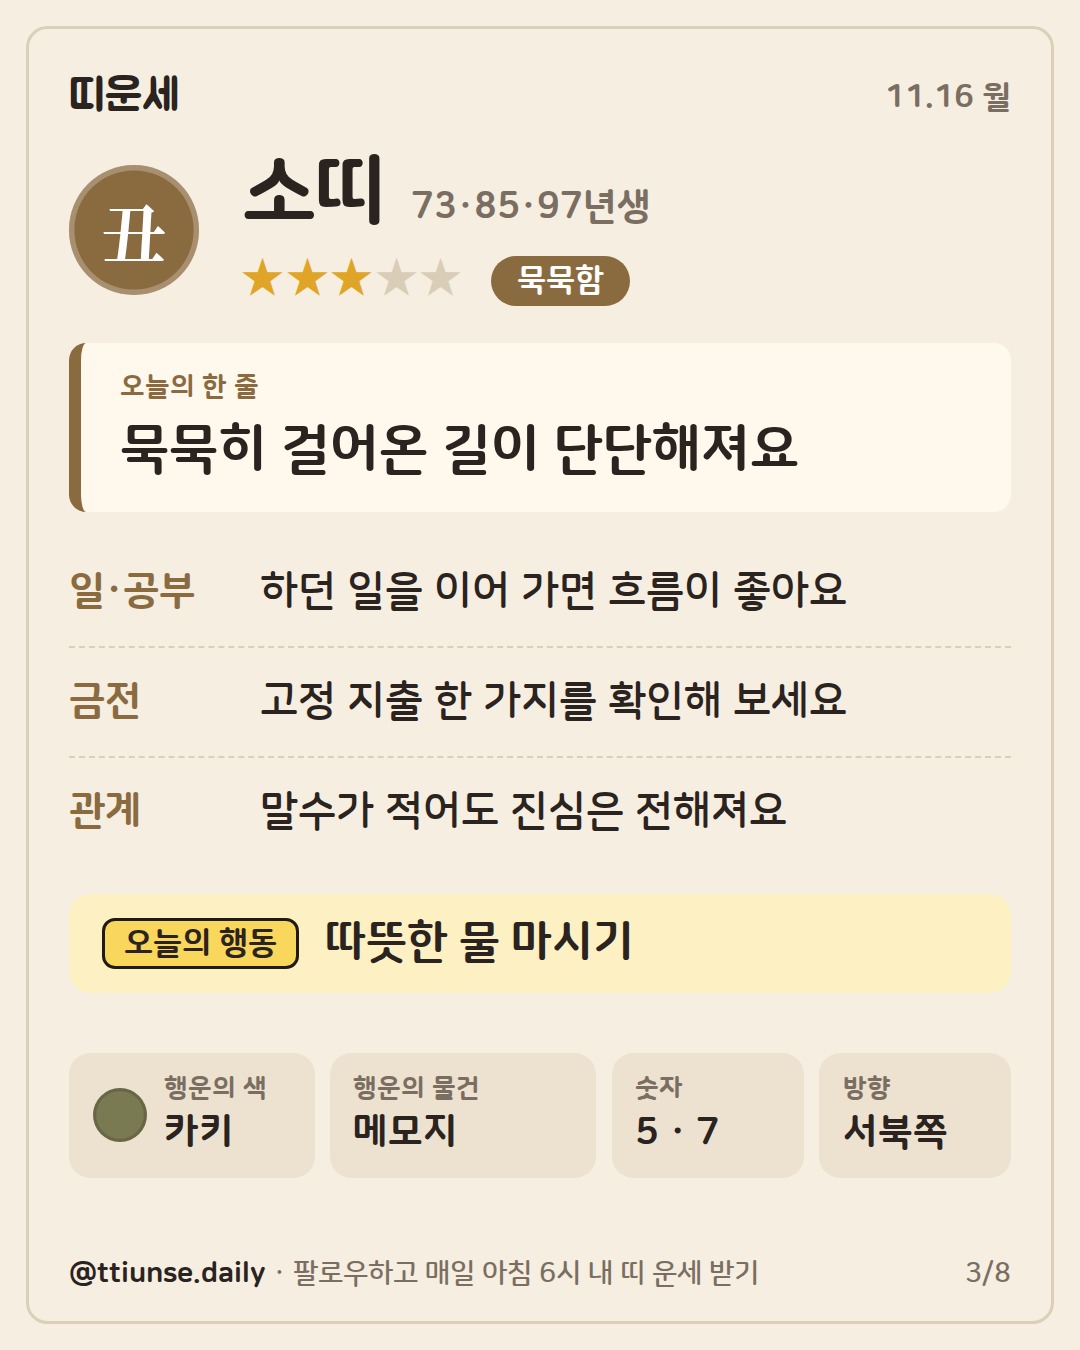 띠운세
11.16 월
丑
소띠 73·85·97년생
★★★★★ 묵묵함
오늘의 한 줄
묵묵히 걸어온 길이 단단해져요
일·공부 하던 일을 이어 가면 흐름이 좋아요
금전 고정 지출 한 가지를 확인해 보세요
관계 말수가 적어도 진심은 전해져요
오늘의 행동 따뜻한 물 마시기
행운의 색
카키
행운의 물건
메모지
숫자
5 · 7
방향
서북쪽
@ttiunse.daily · 팔로우하고 매일 아침 6시 내 띠 운세 받기
3/8